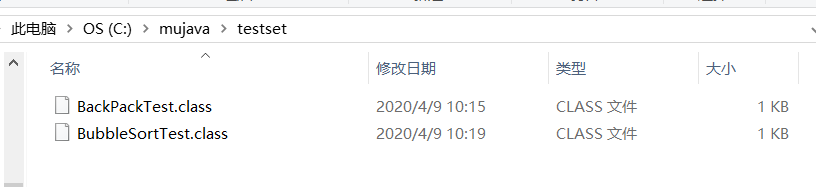 此电脑 > OS (C:) > mujava > testset
名称 修改日期 类型 大小
BackPackTest.class 2020/4/9 10:15 CLASS 文件 1 KB
BubbleSortTest.class 2020/4/9 10:19 CLASS 文件 1 KB